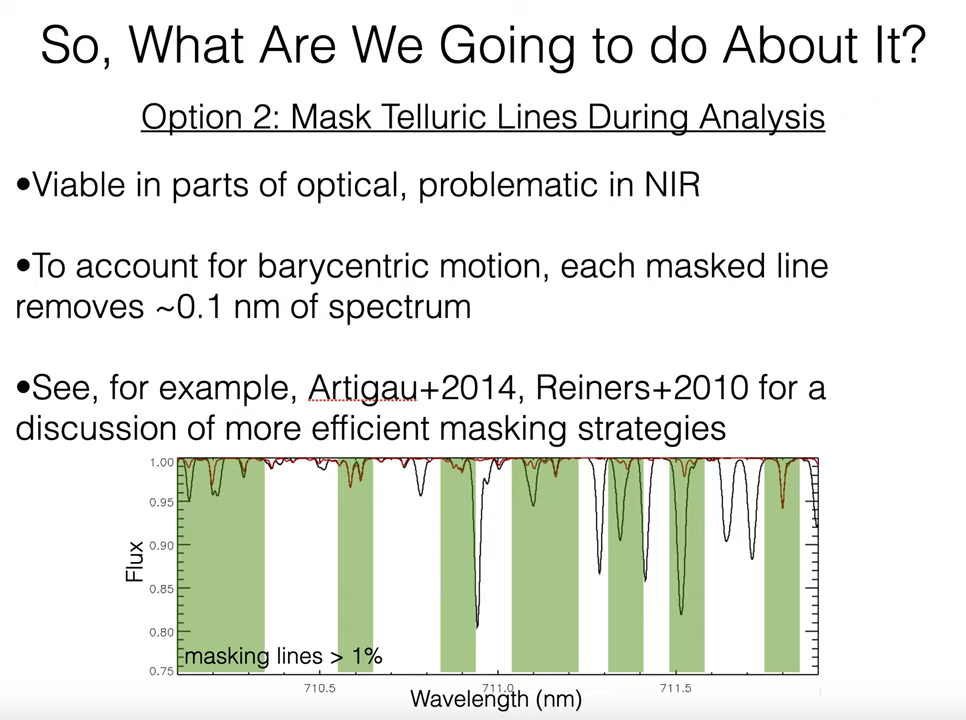 So, What Are We Going to do About It?
Option 2: Mask Telluric Lines During Analysis
•Viable in parts of optical, problematic in NIR
•To account for barycentric motion, each masked line
removes ~0.1 nm of spectrum
•See, for example, Artigau+2014, Reiners+2010 for a
discussion of more efficient masking strategies
1.00
0.95
0.90
Flux
0.85
0.80
masking lines > 1%
0.75
710.5 711.0 711.5
Wavelength (nm)